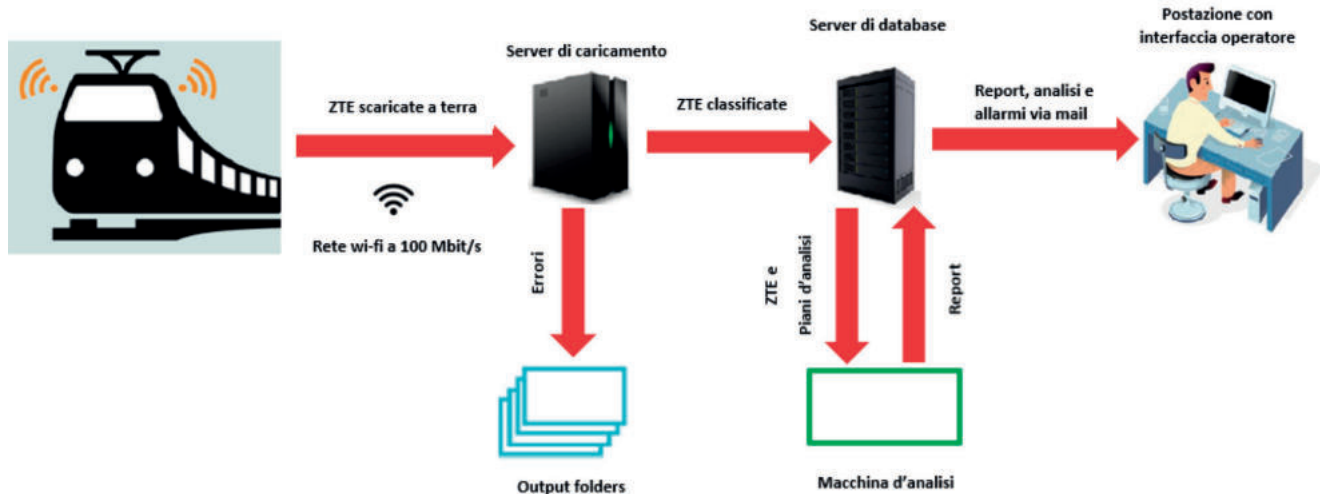 Postazione con
interfaccia operatore
Server di database
Server di caricamento
ZTE scaricate a terra
ZTE classificate
Report, analisi e
allarmi via mail
Rete wi-fi a 100 Mbit/s
Errori
ZTE e
Piani d'analisi
Report
Output folders
Macchina d'analisi